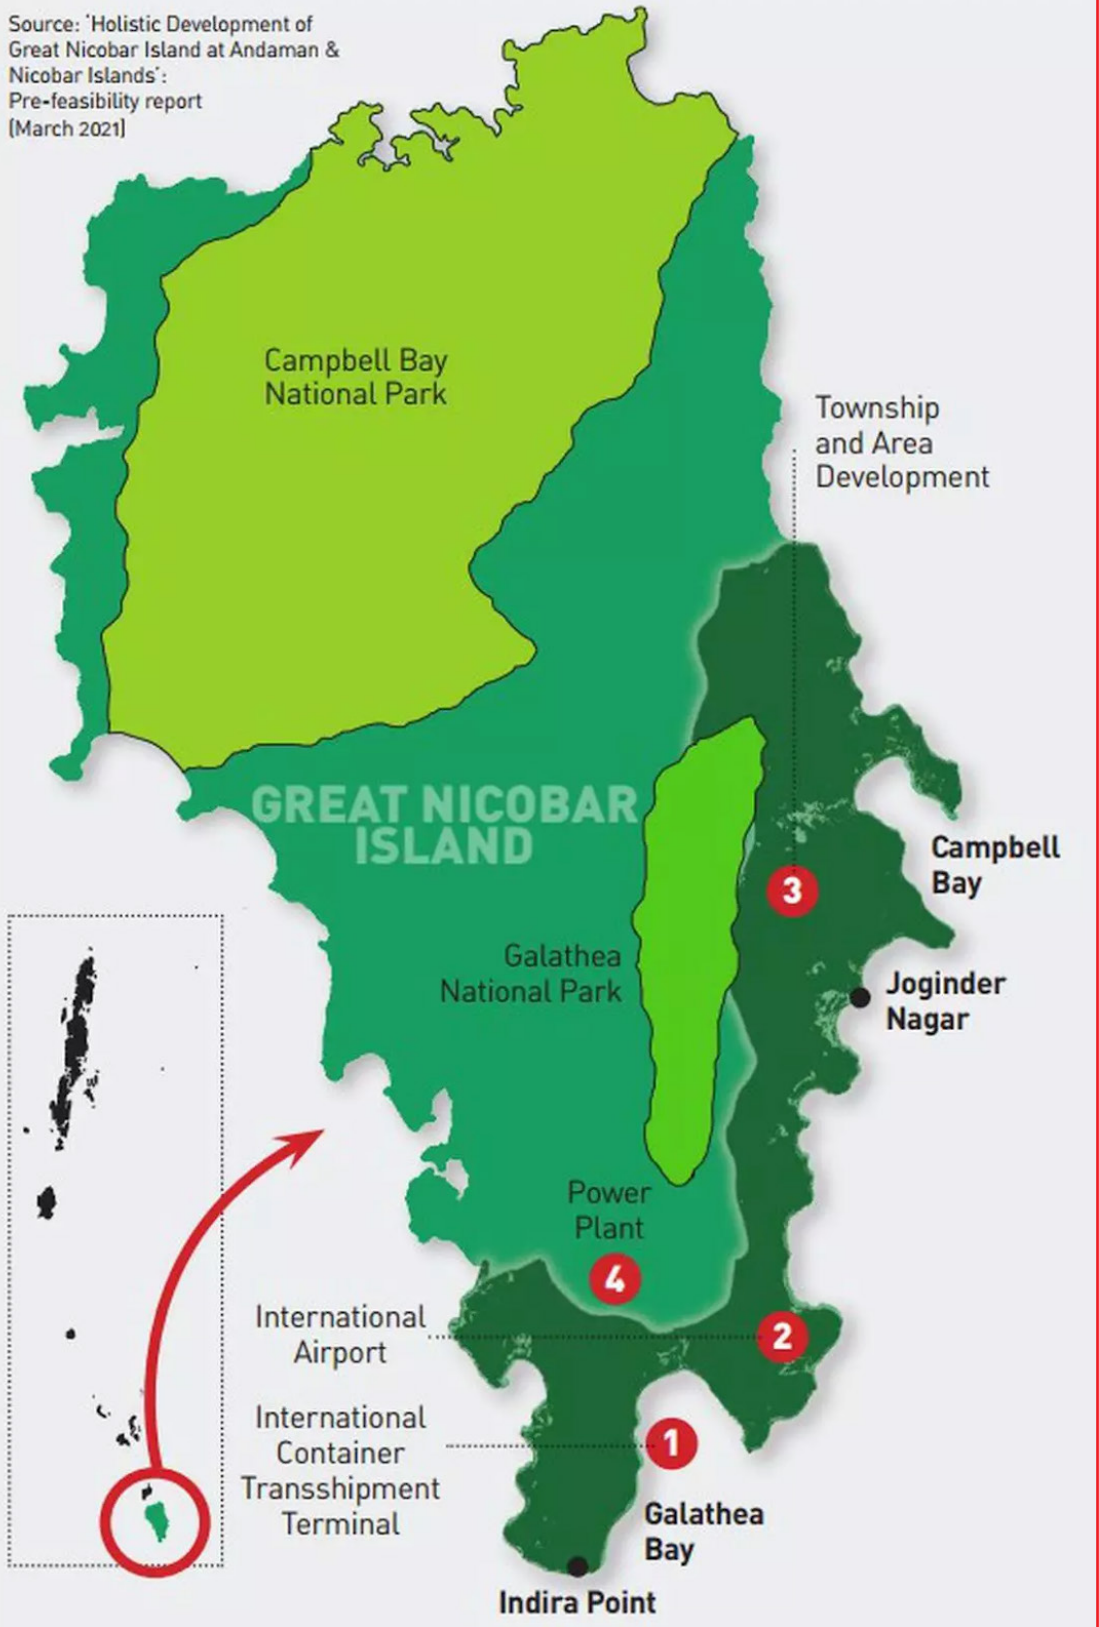 Source: 'Holistic Development of
Great Nicobar Island at Andaman &
Nicobar Islands':
Pre-feasibility report
(March 2021)
Campbell Bay
National Park
Township
and Area
Development
GREAT NICOBAR
ISLAND
Campbell
Bay
3
Galathea
National Park
Joginder
Nagar
Power
Plant
4
International
Airport
2
International
Container
Transshipment
Terminal
1
Galathea
Bay
Indira Point